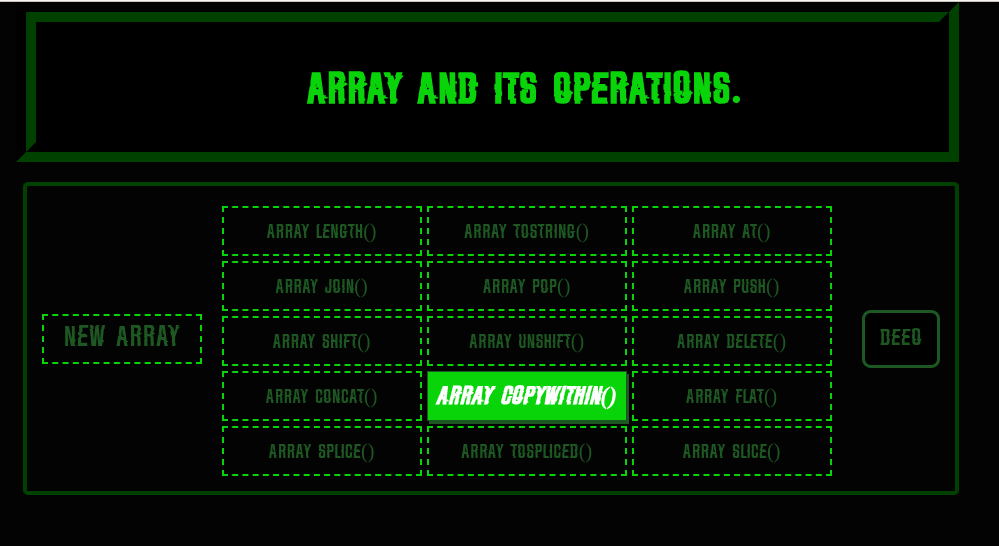 ARRAY AND ITS OPERATIONS.
ARRAY LENGTH() ARRAY TOSTRING() ARRAY AT()
ARRAY JOIN() ARRAY POP() ARRAY PUSH()
NEW ARRAY ARRAY SHIFT() ARRAY UNSHIFT() ARRAY DELETE() DEEQ
ARRAY CONCAT() ARRAY COPYWITHIN() ARRAY FLAT()
ARRAY SPLICE() ARRAY TOSPLICED() ARRAY SLICE()